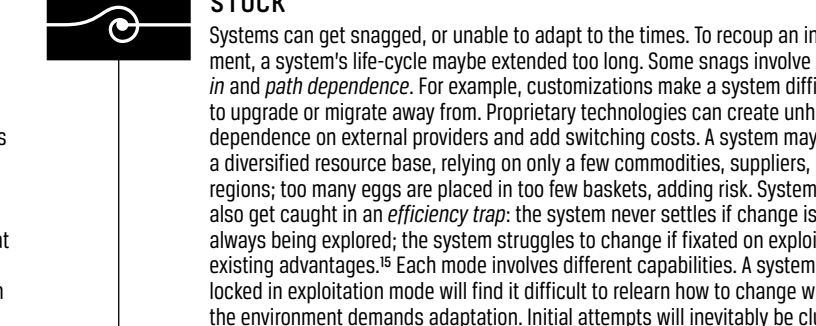 STUCK
Systems can get snagged, or unable to adapt to the times. To recoup an in
ment, a system's life-cycle maybe extended too long. Some snags involve
in and path dependence. For example, customizations make a system diffi
to upgrade or migrate away from. Proprietary technologies can create unh
dependence on external providers and add switching costs. A system may
s a diversified resource base, relying on only a few commodities, suppliers,
regions; too many eggs are placed in too few baskets, adding risk. System
also get caught in an efficiency trap: the system never settles if change is
t always being explored; the system struggles to change if fixated on exploi
existing advantages.¹⁵ Each mode involves different capabilities. A system
locked in exploitation mode will find it difficult to relearn how to change w
the environment demands adaptation. Initial attempts will inevitably be clu